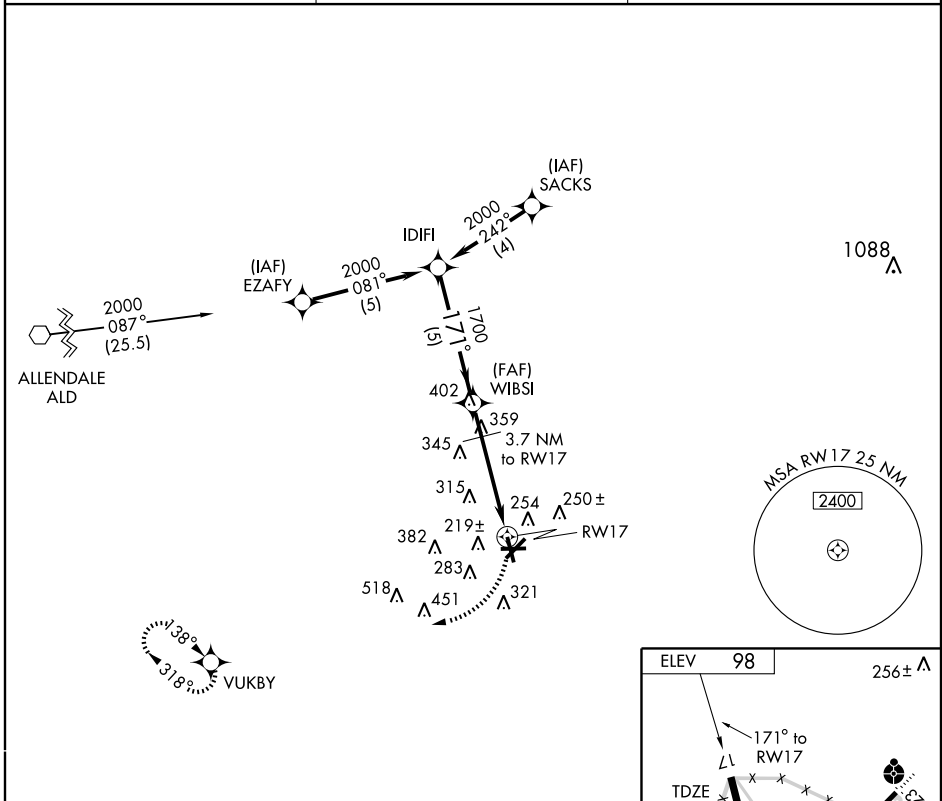 (IAF)
SACKS
2000
242°
(4)
IDIFI
1088
(IAF)
EZAFY
2000
081°
(5)
2000
087°
(25.5)
ALLENDALE
ALD
1700
171°
(5)
(FAF)
WIBSI
402
359
345
3.7 NM
to RW17
315
254
250±
219±
RW17
382
283
518
451
321
MSA RW17 25 NM
2400
138°
318°
VUKBY
ELEV 98
256±
171° to
RW17
17
TDZE
X X X X X
23